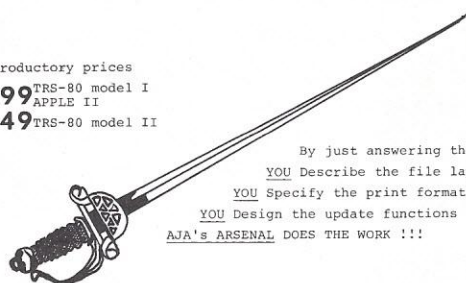 roductory prices
99 TRS-80 model I
APPLE II
49 TRS-80 model II
By just answering th
YOU Describe the file la
YOU Specify the print format
YOU Design the update functions
AJA's ARSENAL DOES THE WORK !!!